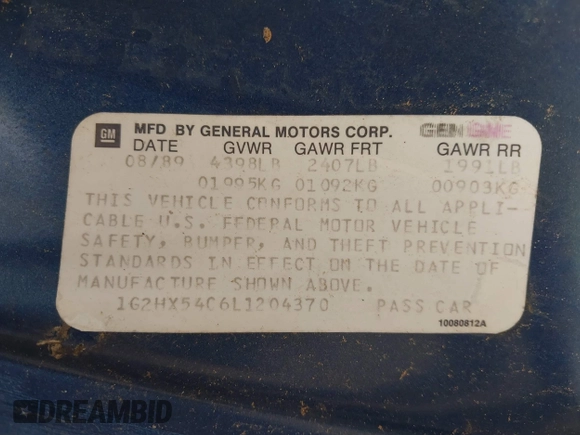 GM MFD BY GENERAL MOTORS CORP. GEN GME
DATE GVWR GAWR FRT GAWR RR
08/89 4398LB 2407LB 1991LB
01995KG 01092KG 00903KG
THIS VEHICLE CONFORMS TO ALL APPLI-
CABLE U.S. FEDERAL MOTOR VEHICLE
SAFETY, BUMPER, AND THEFT PREVENTION
STANDARDS IN EFFECT ON THE DATE OF
MANUFACTURE SHOWN ABOVE.
1G2HX54C6L1204370 PASS CAR
10080812A
DREAMBID